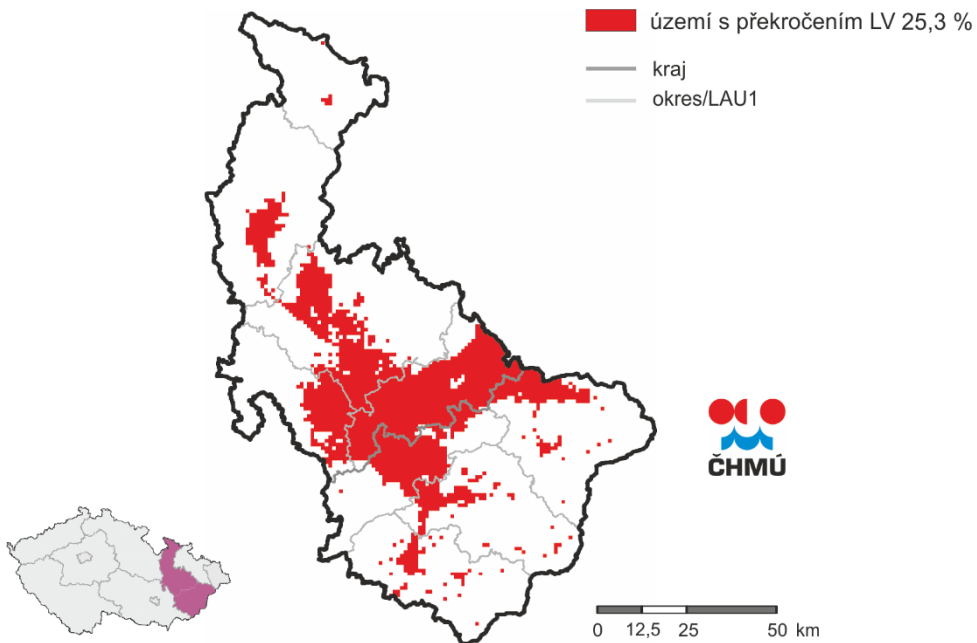 území s překročením LV 25,3 %
kraj
okres/LAU1
ČHMÚ
0 12,5 25 50 km